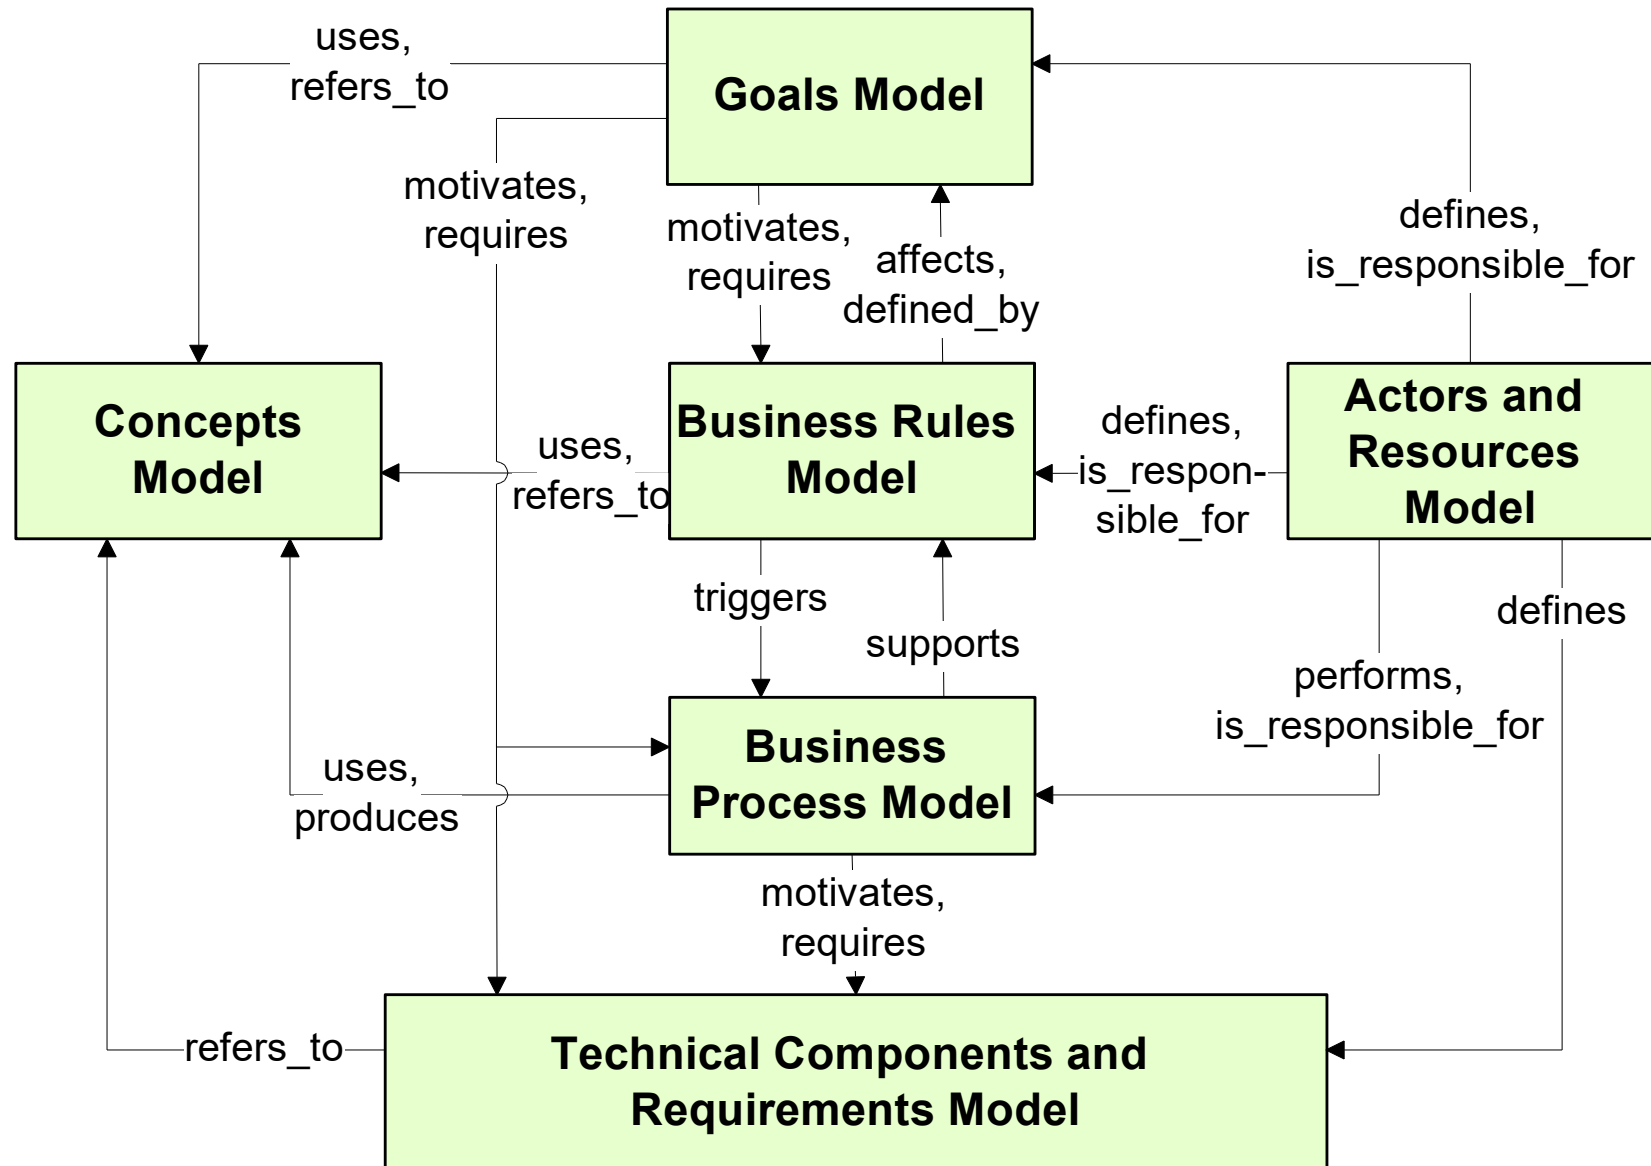 uses,
refers_to
Goals Model
motivates,
requires
motivates,
requires
affects,
defined_by
defines,
is_responsible_for
Concepts
Model
uses,
refers_to
Business Rules
Model
defines,
is_respon-
sible_for
Actors and
Resources
Model
triggers
supports
defines
performs,
is_responsible_for
uses,
produces
Business
Process Model
motivates,
requires
refers_to
Technical Components and
Requirements Model